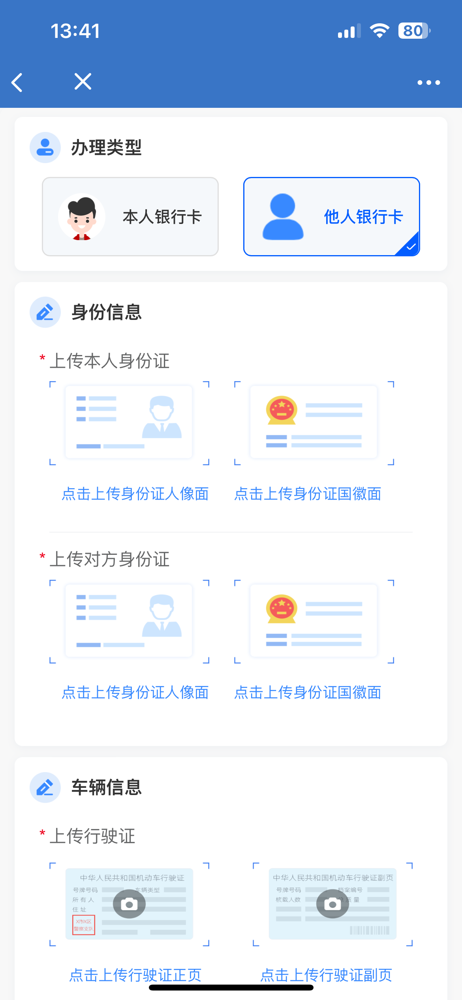 13:41
80
办理类型
本人银行卡
他人银行卡
身份信息
* 上传本人身份证
点击上传身份证人像面
点击上传身份证国徽面
* 上传对方身份证
点击上传身份证人像面
点击上传身份证国徽面
车辆信息
* 上传行驶证
中华人民共和国机动车行驶证
号牌号码
车辆类型
所有人
住址
X市X区
警察支队
中华人民共和国机动车行驶证副页
号牌号码
档案编号
核载人数
总质量
点击上传行驶证正页
点击上传行驶证副页